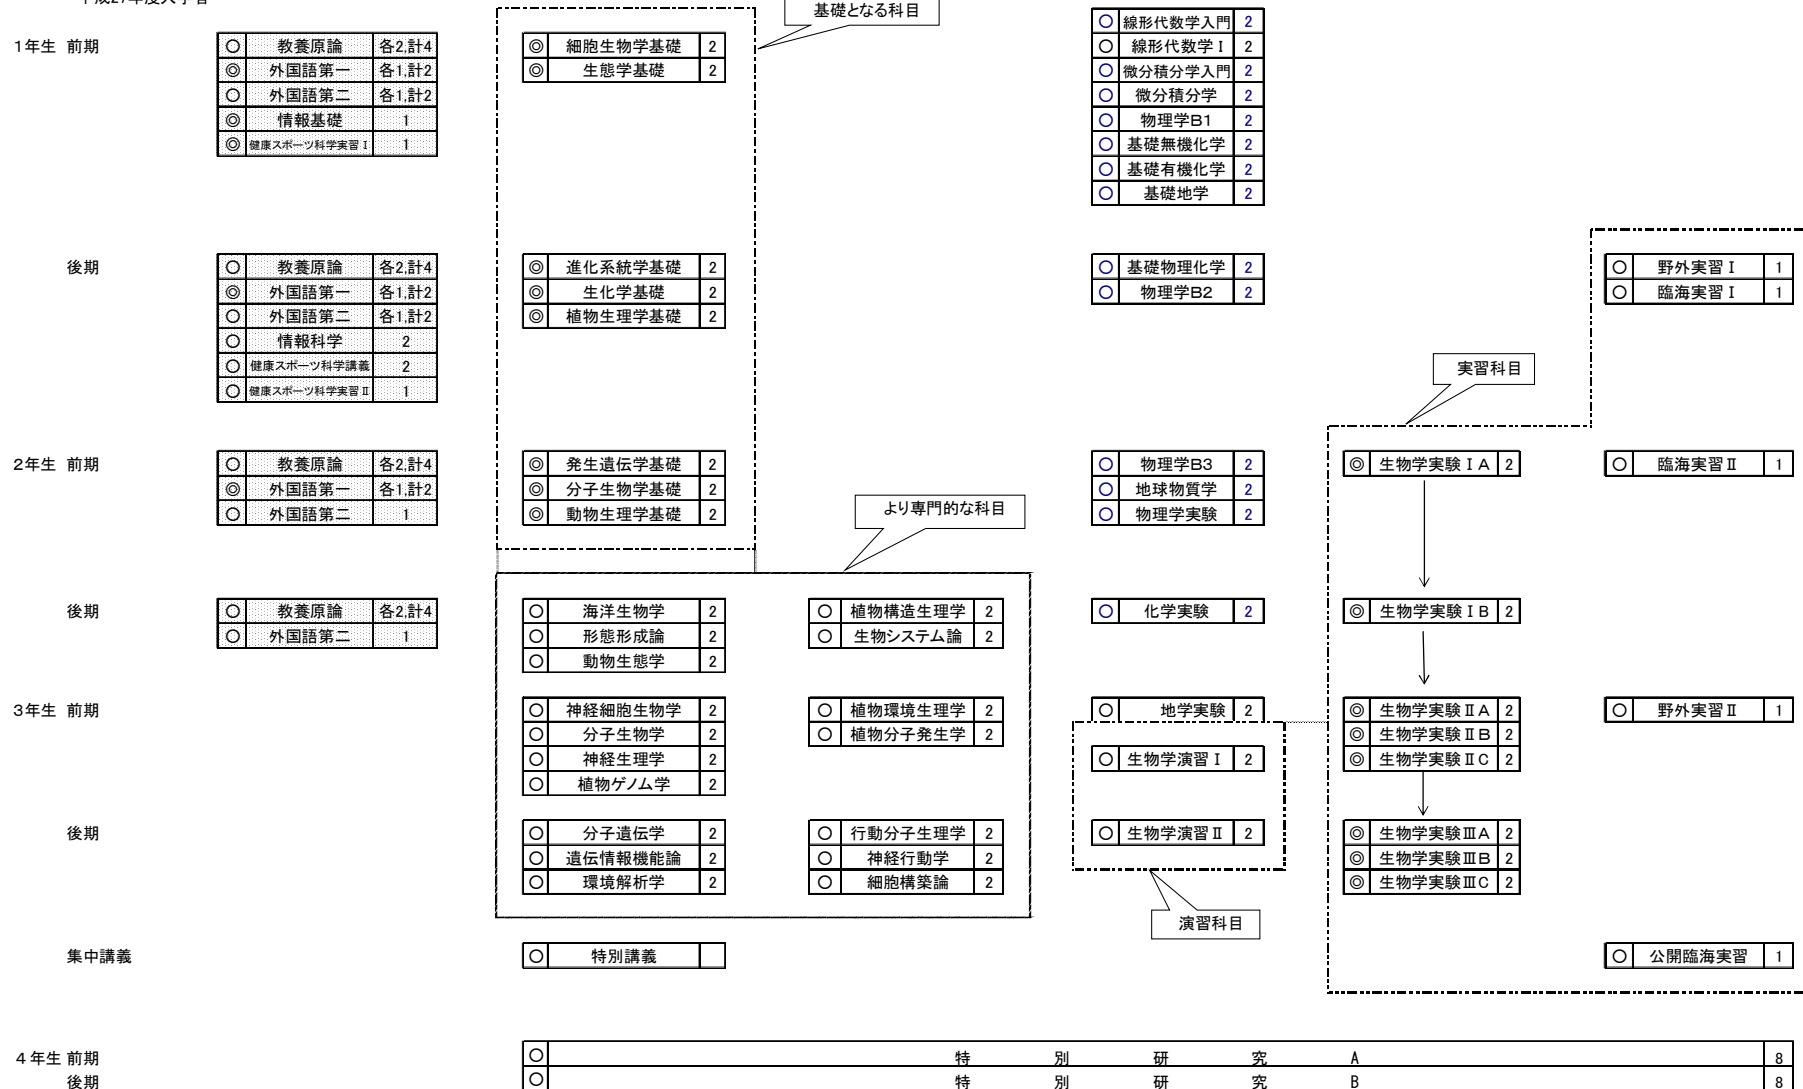 基礎となる科目
○ 線形代数学入門 2
1年生 前期 ○ 教養原論 各2,計4 ◎ 細胞生物学基礎 2 ○ 線形代数学Ⅰ 2
◎ 外国語第一 各1,計2 ◎ 生態学基礎 2 ○ 微分積分学入門 2
○ 外国語第二 各1,計2 ○ 微分積分学 2
◎ 情報基礎 1 ○ 物理学B1 2
◎ 健康スポーツ科学実習Ⅰ 1 ○ 基礎無機化学 2
○ 基礎有機化学 2
○ 基礎地学 2
後期 ○ 教養原論 各2,計4 ◎ 進化系統学基礎 2 ○ 基礎物理化学 2 ○ 野外実習Ⅰ 1
◎ 外国語第一 各1,計2 ◎ 生化学基礎 2 ○ 物理学B2 2 ○ 臨海実習Ⅰ 1
○ 外国語第二 各1,計2 ◎ 植物生理学基礎 2
○ 情報科学 2
○ 健康スポーツ科学講義 2
○ 健康スポーツ科学実習Ⅱ 1
実習科目
2年生 前期 ○ 教養原論 各2,計4 ◎ 発生遺伝学基礎 2 ○ 物理学B3 2 ◎ 生物学実験ⅠA 2 ○ 臨海実習Ⅱ 1
◎ 外国語第一 各1,計2 ◎ 分子生物学基礎 2 ○ 地球物質学 2
○ 外国語第二 1 ◎ 動物生理学基礎 2 ○ 物理学実験 2
より専門的な科目
後期 ○ 教養原論 各2,計4 ○ 海洋生物学 2 ○ 植物構造生理学 2 ○ 化学実験 2 ◎ 生物学実験ⅠB 2
○ 外国語第二 1 ○ 形態形成論 2 ○ 生物システム論 2
○ 動物生態学 2
3年生 前期 ○ 神経細胞生物学 2 ○ 植物環境生理学 2 ○ 地学実験 2 ◎ 生物学実験ⅡA 2 ○ 野外実習Ⅱ 1
○ 分子生物学 2 ○ 植物分子発生学 2 ◎ 生物学実験ⅡB 2
○ 神経生理学 2 ○ 生物学演習Ⅰ 2 ◎ 生物学実験ⅡC 2
○ 植物ゲノム学 2
後期 ○ 分子遺伝学 2 ○ 行動分子生理学 2 ○ 生物学演習Ⅱ 2 ◎ 生物学実験ⅢA 2
○ 遺伝情報機能論 2 ○ 神経行動学 2 ◎ 生物学実験ⅢB 2
○ 環境解析学 2 ○ 細胞構築論 2 ◎ 生物学実験ⅢC 2
演習科目
集中講義 ○ 特別講義 ○ 公開臨海実習 1
4年生 前期 ○ 特別研究A 8
後期 ○ 特別研究B 8